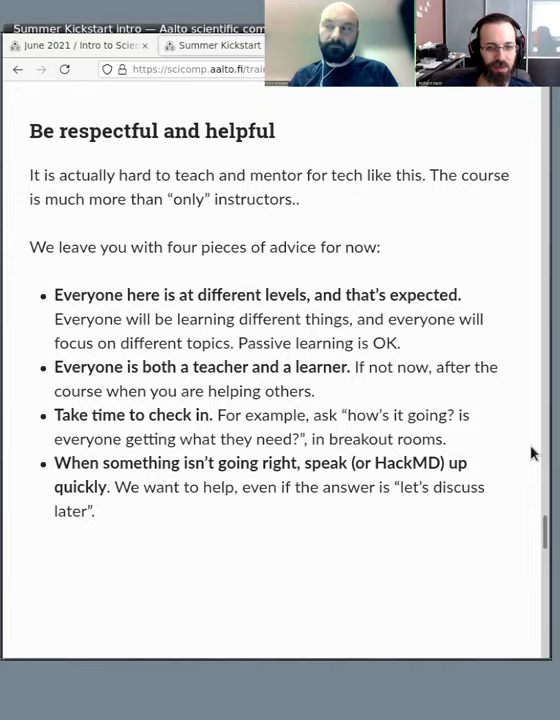 Summer Kickstart intro — Aalto scientific com
June 2021 / Intro to Scien ×
Summer Kickstart
https://scicomp.aalto.fi/train
Be respectful and helpful
It is actually hard to teach and mentor for tech like this. The course
is much more than “only” instructors..
We leave you with four pieces of advice for now:
• Everyone here is at different levels, and that’s expected.
Everyone will be learning different things, and everyone will
focus on different topics. Passive learning is OK.
• Everyone is both a teacher and a learner. If not now, after the
course when you are helping others.
• Take time to check in. For example, ask “how’s it going? is
everyone getting what they need?”, in breakout rooms.
• When something isn’t going right, speak (or HackMD) up
quickly. We want to help, even if the answer is “let’s discuss
later”.